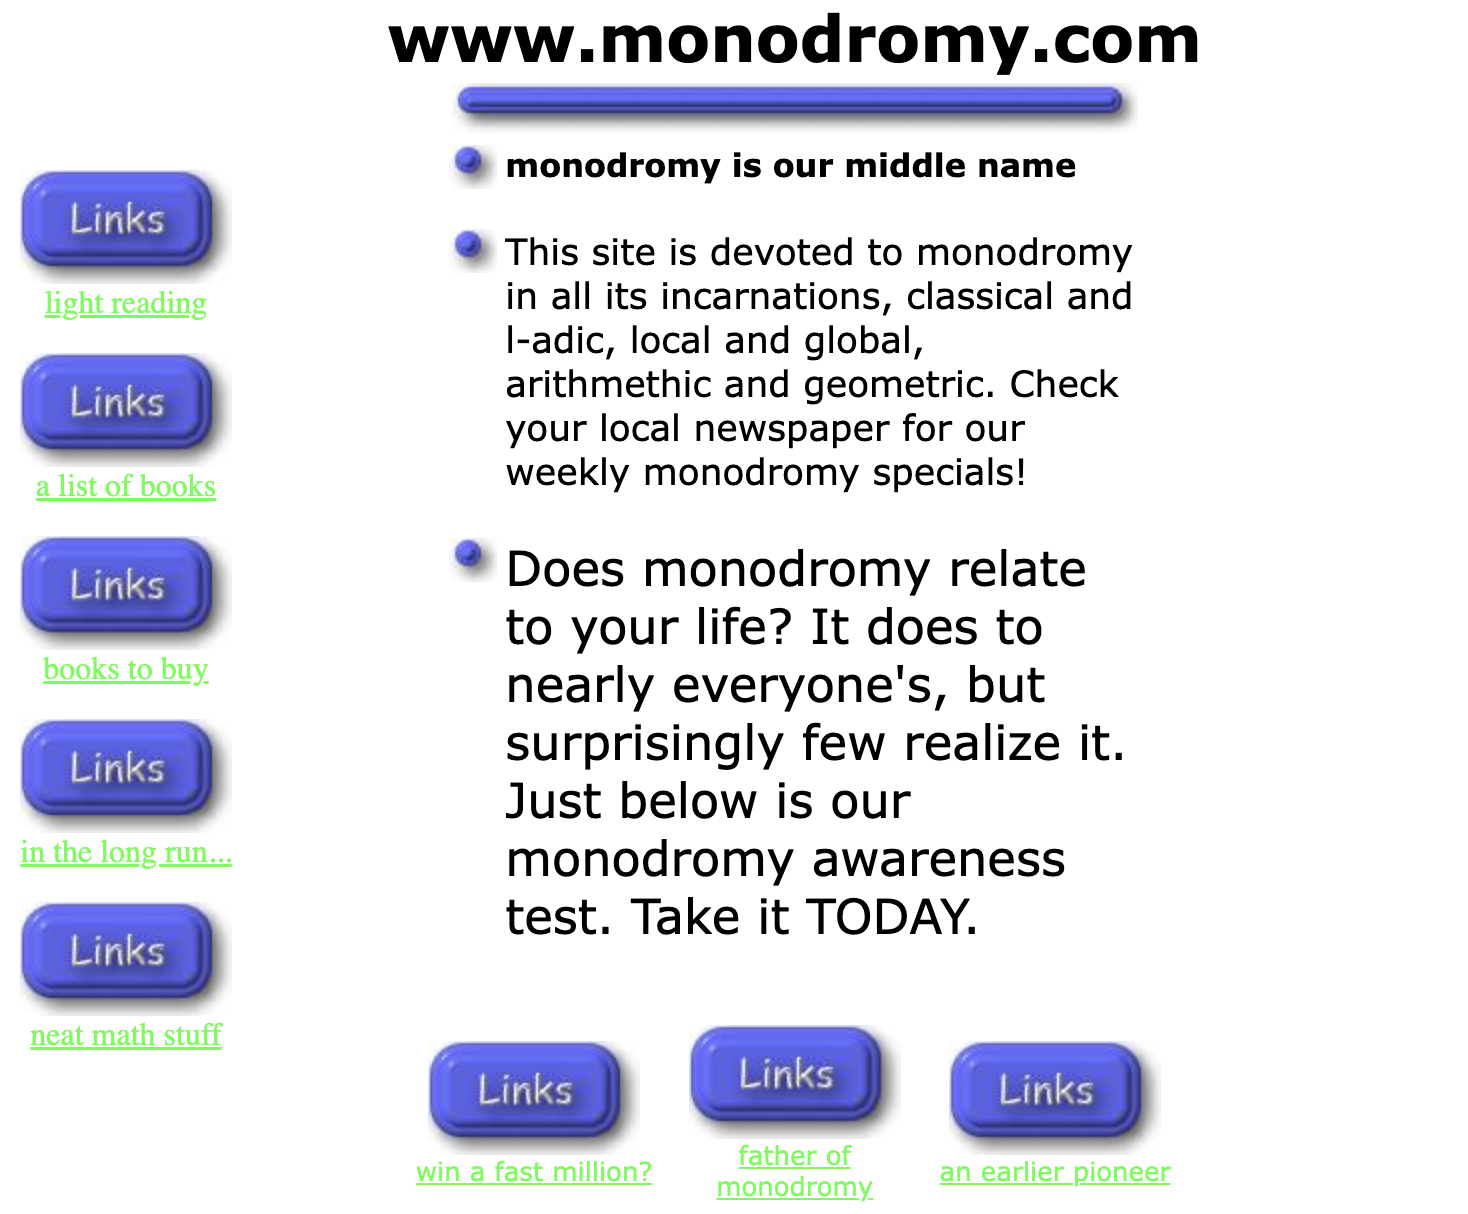 www.monodromy.com
monodromy is our middle name
This site is devoted to monodromy
in all its incarnations, classical and
l-adic, local and global,
arithmethic and geometric. Check
your local newspaper for our
weekly monodromy specials!
Does monodromy relate
to your life? It does to
nearly everyone's, but
surprisingly few realize it.
Just below is our
monodromy awareness
test. Take it TODAY.
Links
light reading
Links
a list of books
Links
books to buy
Links
in the long run...
Links
neat math stuff
Links
win a fast million?
Links
father of
monodromy
Links
an earlier pioneer